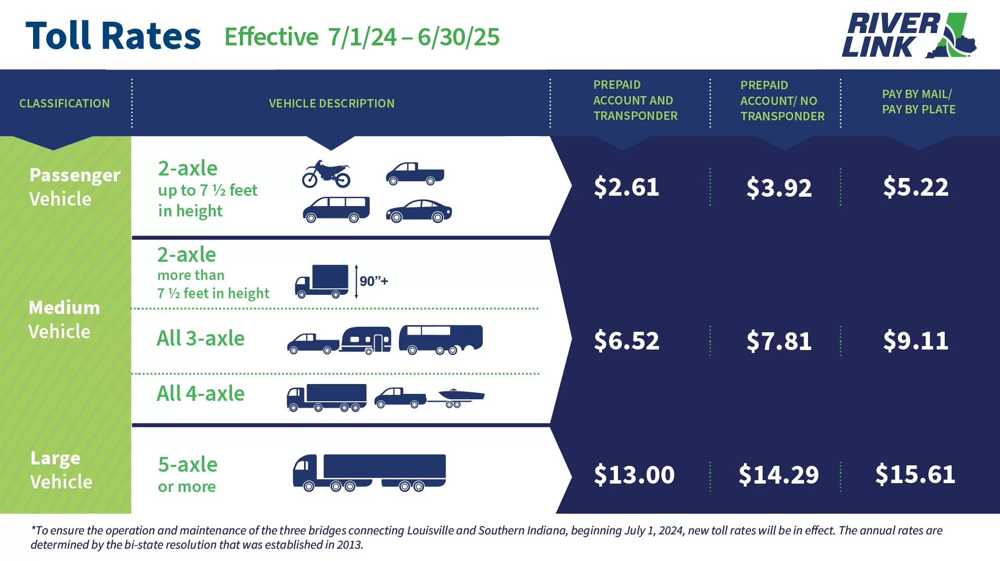 Toll Rates Effective 7/1/24 – 6/30/25
RIVER
LINK
CLASSIFICATION
VEHICLE DESCRIPTION
PREPAID
ACCOUNT AND
TRANSPONDER
PREPAID
ACCOUNT/ NO
TRANSPONDER
PAY BY MAIL/
PAY BY PLATE
Passenger
Vehicle
2-axle
up to 7 ½ feet
in height
$2.61
$3.92
$5.22
Medium
Vehicle
2-axle
more than
7 ½ feet in height
90”+
All 3-axle
All 4-axle
$6.52
$7.81
$9.11
Large
Vehicle
5-axle
or more
$13.00
$14.29
$15.61
*To ensure the operation and maintenance of the three bridges connecting Louisville and Southern Indiana, beginning July 1, 2024, new toll rates will be in effect. The annual rates are
determined by the bi-state resolution that was established in 2013.